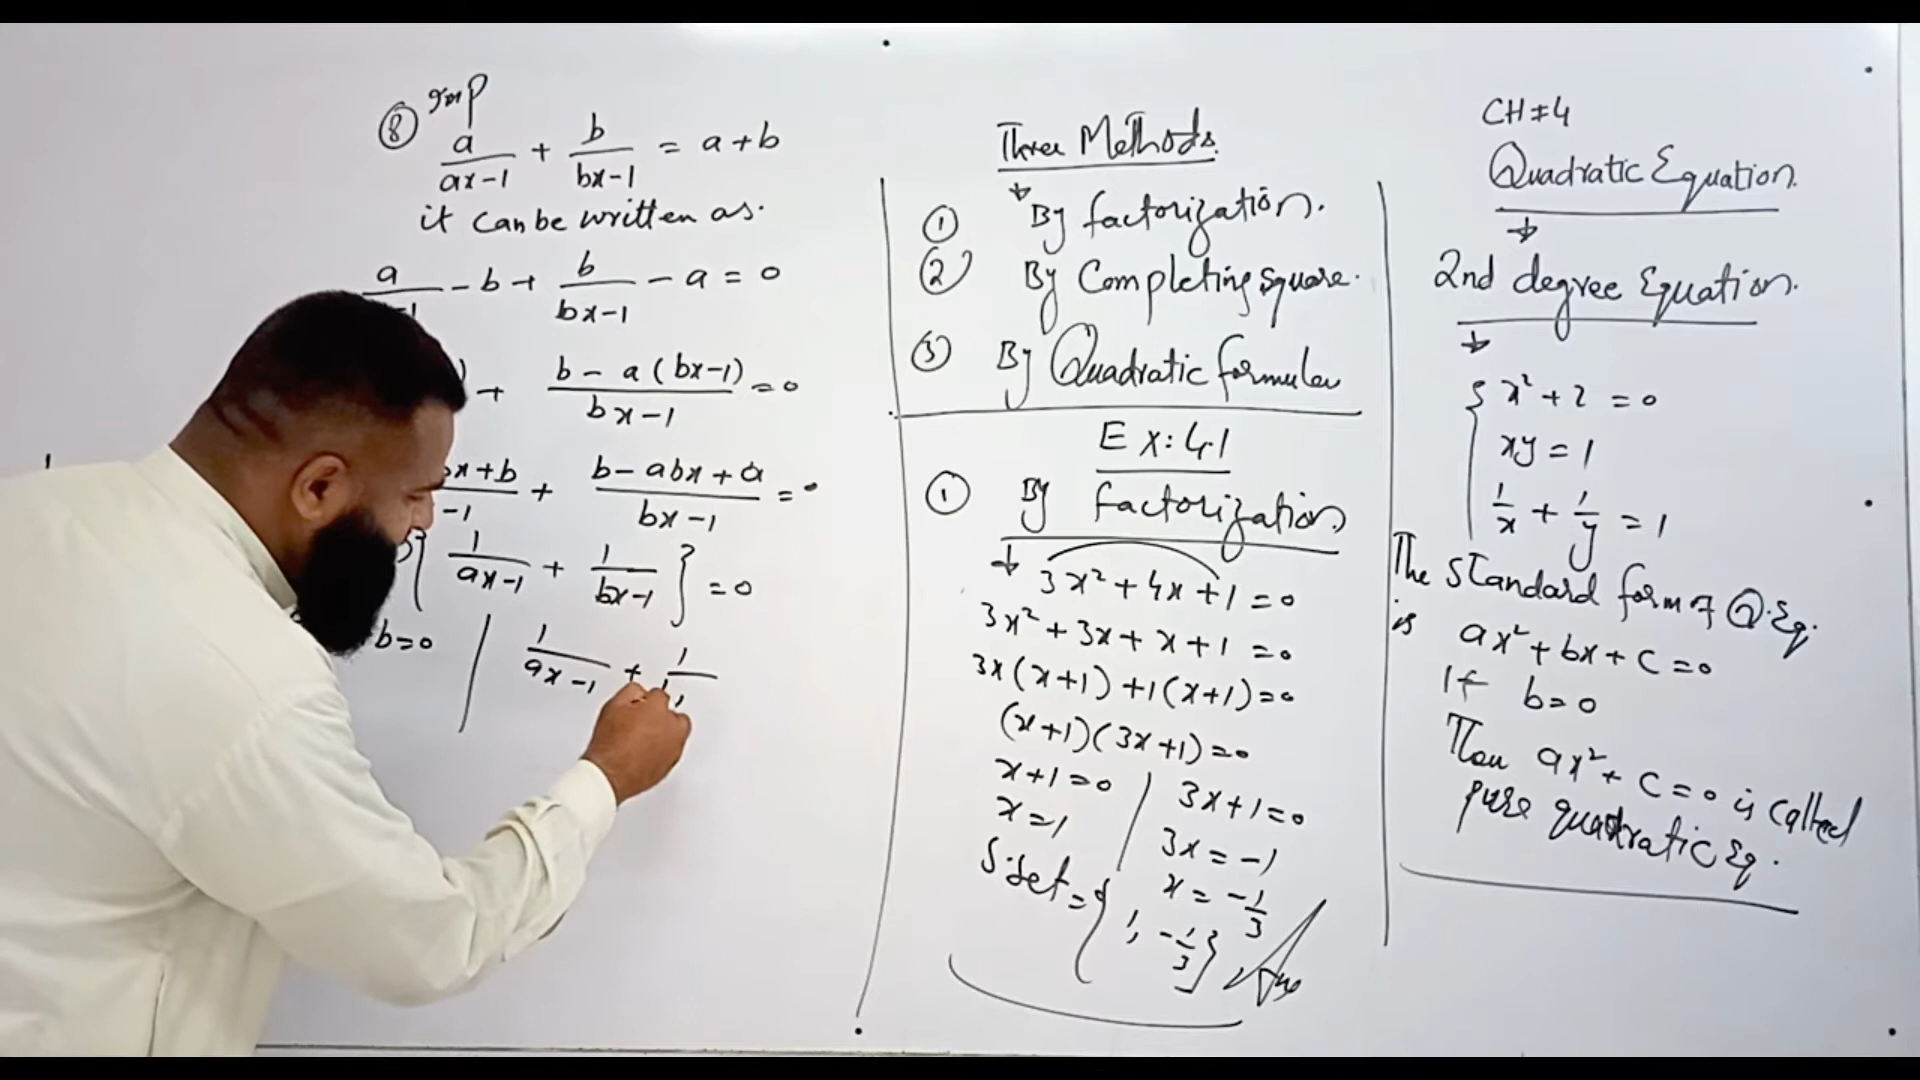 ⑧ Imp
a/(ax-1) + b/(bx-1) = a+b
it can be written as.
a/ -1 - b + b/(bx-1) - a = 0
) + (b - a(bx-1))/(bx-1) = 0
bx+b/ -1 + (b-abx+a)/(bx-1) = 0
{ 1/(ax-1) + 1/(bx-1) } = 0
b=0 | 1/(ax-1) + 1/
Three Methods.
① By factorization.
② By Completing square.
③ By Quadratic formula
Ex: 4.1
① By factorization
3x² + 4x + 1 = 0
3x² + 3x + x + 1 = 0
3x(x+1) + 1(x+1) = 0
(x+1)(3x+1) = 0
x+1=0 | 3x+1=0
x=1 | 3x = -1
x = -1/3
S.Set = { 1, -1/3 }
CH#4
Quadratic Equation.
2nd degree Equation.
x² + 2 = 0
xy = 1
1/x + 1/y = 1
The standard form of Q.Eq.
is ax² + bx + c = 0
If b=0
Then ax² + c = 0 is called
pure quadratic Eq.